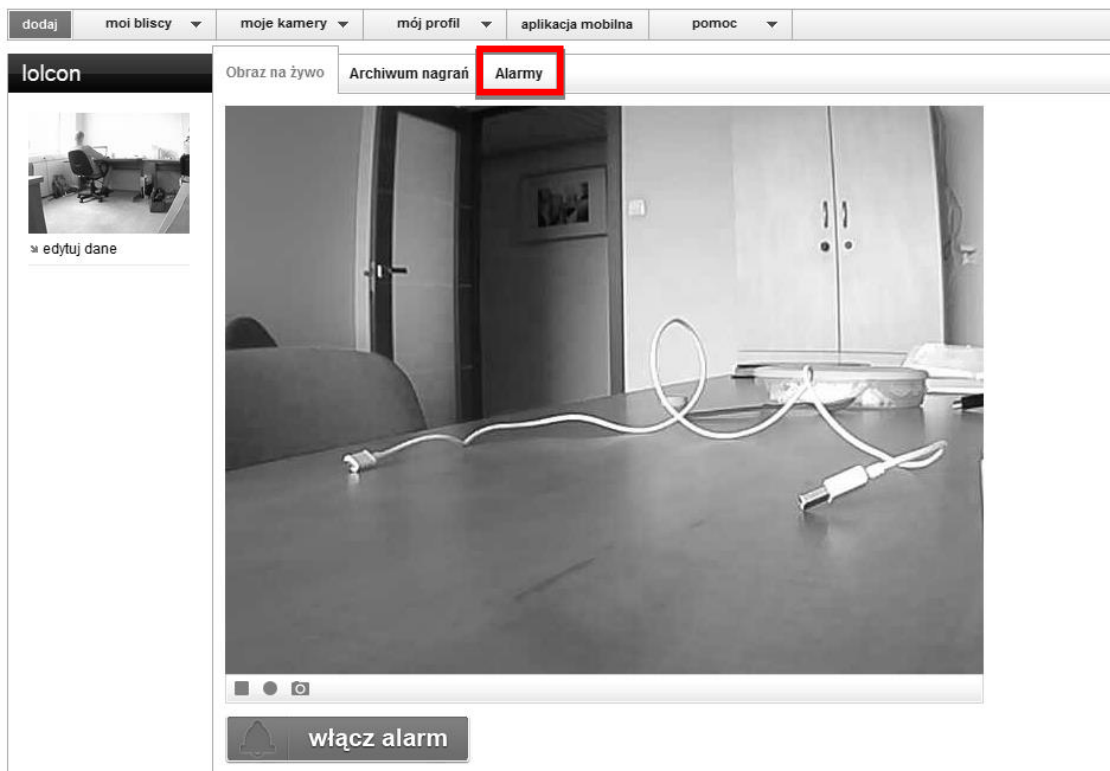 dodaj moi bliscy moje kamery mój profil aplikacja mobilna pomoc
lolcon
Obraz na żywo Archiwum nagrań Alarmy
edytuj dane
włącz alarm